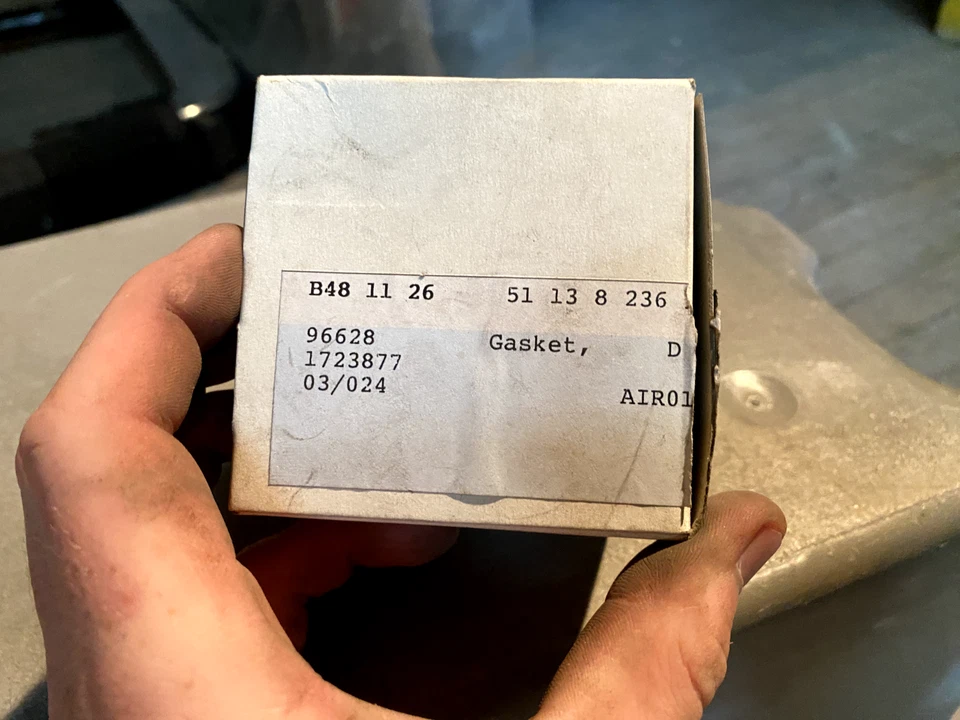 B48 11 26 51 13 8 236
96628 Gasket, D
1723877
03/024
AIR01